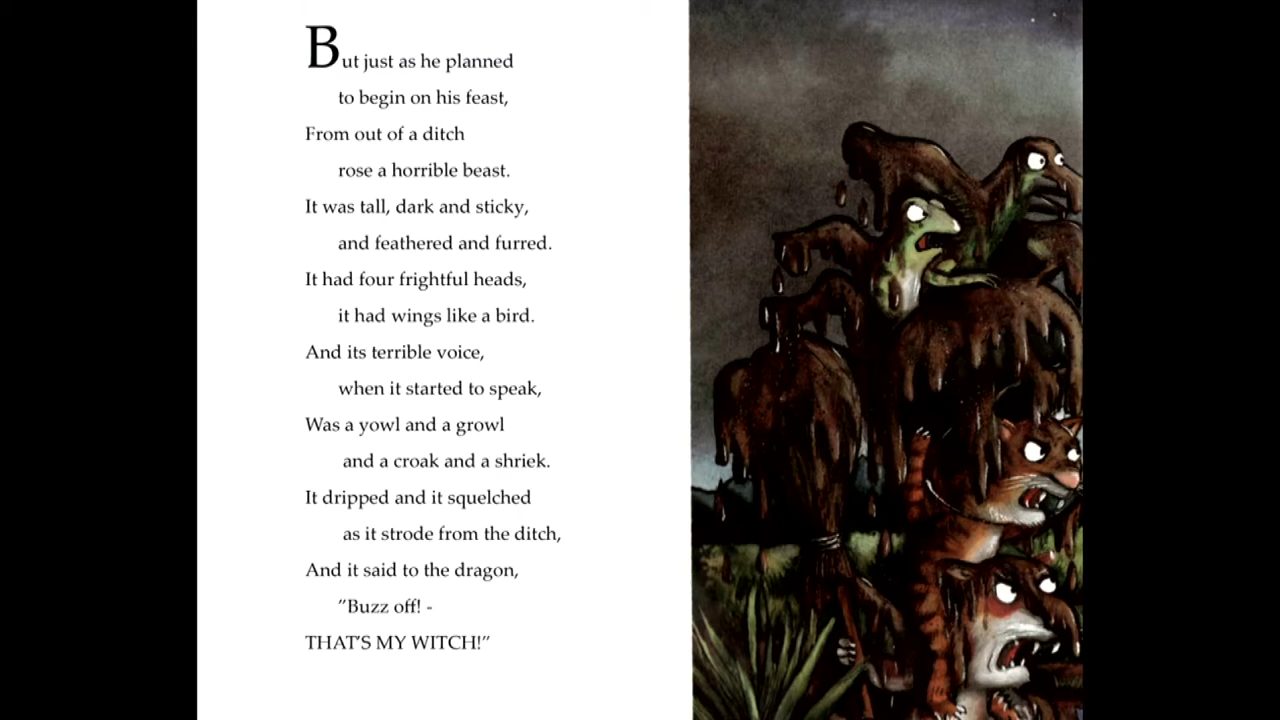 But just as he planned
to begin on his feast,
From out of a ditch
rose a horrible beast.
It was tall, dark and sticky,
and feathered and furred.
It had four frightful heads,
it had wings like a bird.
And its terrible voice,
when it started to speak,
Was a yowl and a growl
and a croak and a shriek.
It dripped and it squelched
as it strode from the ditch,
And it said to the dragon,
”Buzz off! -
THAT’S MY WITCH!”